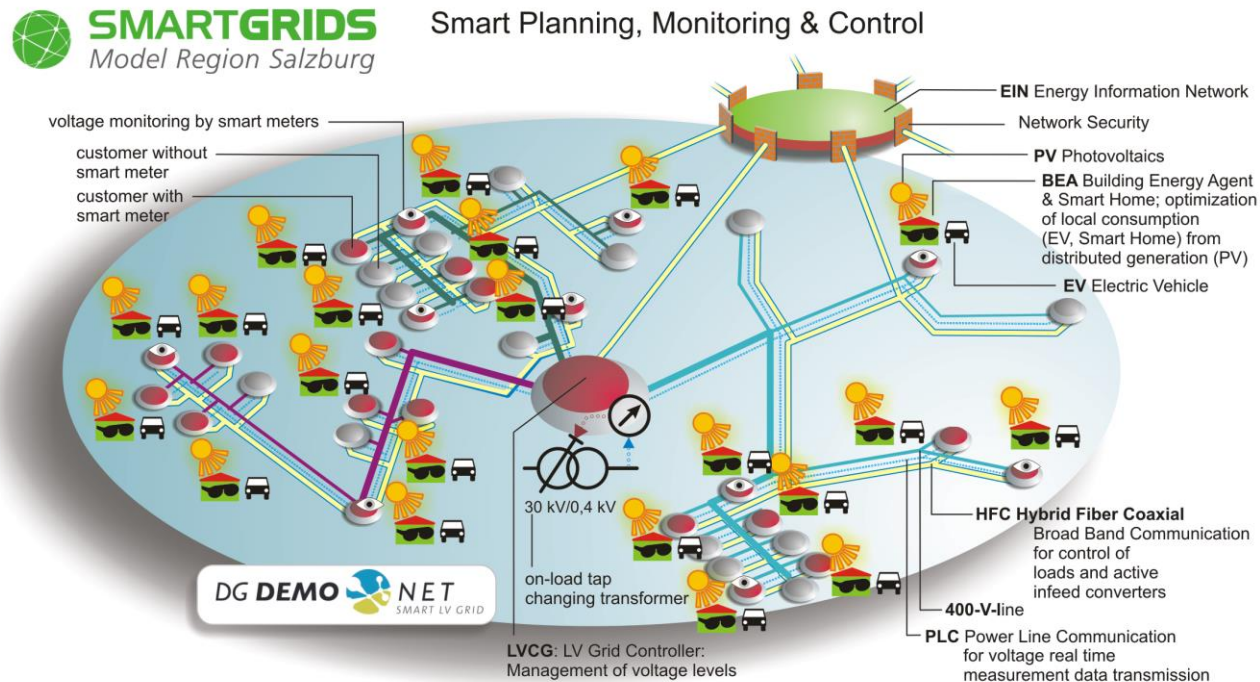 SMARTGRIDS
Model Region Salzburg
Smart Planning, Monitoring & Control
voltage monitoring by smart meters
customer without
smart meter
customer with
smart meter
EIN Energy Information Network
Network Security
PV Photovoltaics
BEA Building Energy Agent
& Smart Home; optimization
of local consumption
(EV, Smart Home) from
distributed generation (PV)
EV Electric Vehicle
30 kV/0,4 kV
on-load tap
changing transformer
HFC Hybrid Fiber Coaxial
Broad Band Communication
for control of
loads and active
infeed converters
400-V-line
PLC Power Line Communication
for voltage real time
measurement data transmission
DG DEMO NET
SMART LV GRID
LVCG: LV Grid Controller:
Management of voltage levels